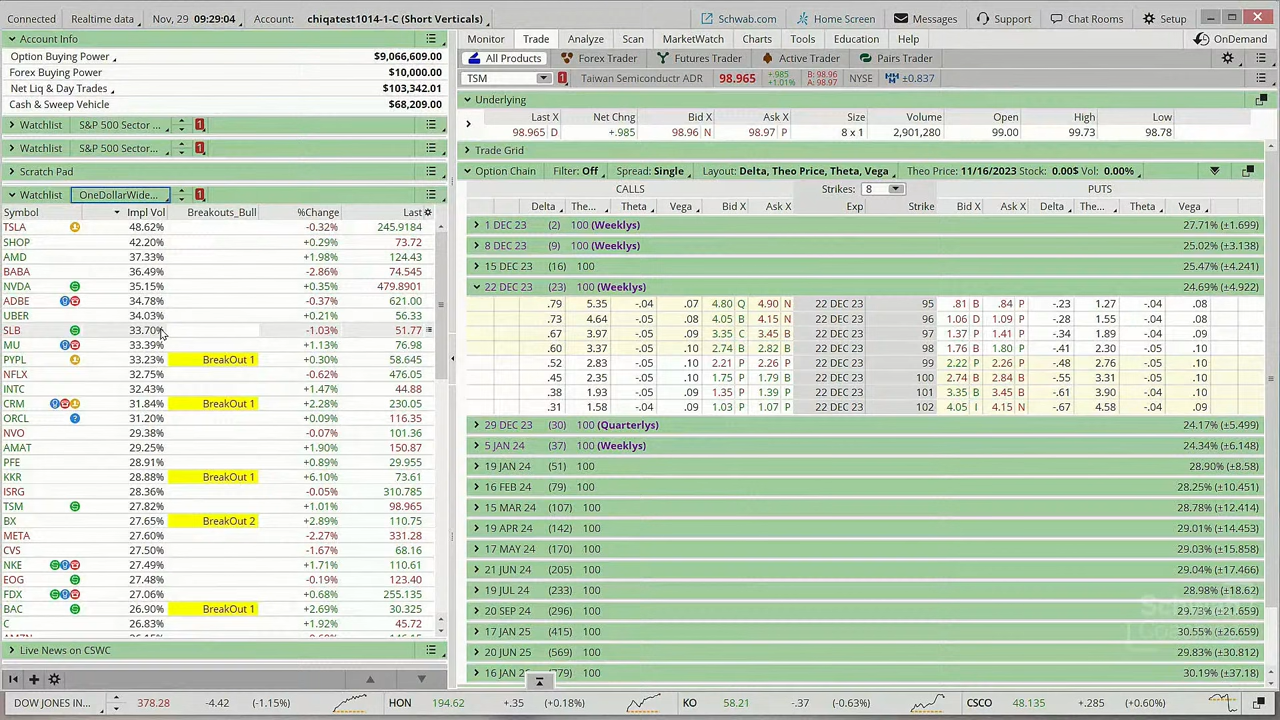 Connected Realtime data Nov, 29 09:29:04 Account: chiqatest1014-1-C (Short Verticals) Schwab.com Home Screen Messages Support Chat Rooms Setup
Account Info
Option Buying Power $9,066,609.00
Forex Buying Power $10,000.00
Net Liq & Day Trades $103,342.01
Cash & Sweep Vehicle $68,209.00
Watchlist S&P 500 Sector ... 1
Watchlist S&P 500 Sector... 1
Scratch Pad
Watchlist OneDollarWide... 1
Symbol Impl Vol Breakouts_Bull %Change Last
TSLA 48.62% -0.32% 245.9184
SHOP 42.20% +0.29% 73.72
AMD 37.33% +1.98% 124.43
BABA 36.49% -2.86% 74.545
NVDA 35.15% +0.35% 479.8901
ADBE 34.78% -0.37% 621.00
UBER 34.03% +0.21% 56.33
SLB 33.70% -1.03% 51.77
MU 33.39% +1.13% 76.98
PYPL 33.23% BreakOut 1 +0.30% 58.645
NFLX 32.75% -0.62% 476.05
INTC 32.43% +1.47% 44.88
CRM 31.84% BreakOut 1 +2.28% 230.05
ORCL 31.20% +0.09% 116.35
NVO 29.38% -0.07% 101.36
AMAT 29.25% +1.90% 150.87
PFE 28.91% +0.89% 29.955
KKR 28.88% BreakOut 1 +6.10% 73.61
ISRG 28.36% -0.05% 310.785
TSM 27.82% +1.01% 98.965
BX 27.65% BreakOut 2 +2.89% 110.75
META 27.60% -2.27% 331.28
CVS 27.50% -1.67% 68.16
NKE 27.49% +1.71% 110.61
EOG 27.48% -0.19% 123.40
FDX 27.06% +0.68% 255.135
BAC 26.90% BreakOut 1 +2.69% 30.325
C 26.83% +1.92% 45.72
Live News on CSWC
Monitor Trade Analyze Scan MarketWatch Charts Tools Education Help OnDemand
All Products Forex Trader Futures Trader Active Trader Pairs Trader
TSM 1 Taiwan Semiconductr ADR 98.965 +.985 +1.01% B: 98.96 A: 98.97 NYSE ±0.837
Underlying
Last X Net Chng Bid X Ask X Size Volume Open High Low
98.965 D +.985 98.96 N 98.97 P 8 x 1 2,901,280 99.00 99.73 98.78
Trade Grid
Option Chain Filter: Off Spread: Single Layout: Delta, Theo Price, Theta, Vega Theo Price: 11/16/2023 Stock: 0.00$ Vol: 0.00%
CALLS Strikes: 8 PUTS
Delta The... Theta Vega Bid X Ask X Exp Strike Bid X Ask X Delta The... Theta Vega
1 DEC 23 (2) 100 (Weeklys) 27.71% (±1.699)
8 DEC 23 (9) 100 (Weeklys) 25.02% (±3.138)
15 DEC 23 (16) 100 25.47% (±4.241)
22 DEC 23 (23) 100 (Weeklys) 24.69% (±4.922)
.79 5.35 -.04 .07 4.80 Q 4.90 N 22 DEC 23 95 .81 B .84 P -.23 1.27 -.04 .08
.73 4.64 -.04 .08 4.05 B 4.15 N 22 DEC 23 96 1.06 D 1.09 P -.28 1.56 -.04 .08
.67 3.97 -.04 .09 3.35 C 3.45 B 22 DEC 23 97 1.37 P 1.41 P -.34 1.89 -.04 .09
.60 3.37 -.05 .10 2.74 B 2.82 B 22 DEC 23 98 1.76 B 1.80 P -.41 2.30 -.05 .10
.52 2.83 -.05 .10 2.21 P 2.28 B 22 DEC 23 99 2.22 P 2.26 P -.48 2.76 -.05 .10
.45 2.35 -.05 .10 1.75 P 1.79 B 22 DEC 23 100 2.74 B 2.84 B -.55 3.31 -.05 .10
.38 1.93 -.05 .09 1.35 P 1.39 P 22 DEC 23 101 3.35 B 3.45 B -.61 3.90 -.05 .09
.31 1.58 -.04 .09 1.03 P 1.07 P 22 DEC 23 102 4.05 I 4.15 N -.67 4.58 -.04 .09
29 DEC 23 (30) 100 (Quarterlys) 24.17% (±5.499)
5 JAN 24 (37) 100 (Weeklys) 24.34% (±6.148)
19 JAN 24 (51) 100 28.90% (±8.58)
16 FEB 24 (79) 100 28.25% (±10.451)
15 MAR 24 (107) 100 28.78% (±12.414)
19 APR 24 (142) 100 29.01% (±14.453)
17 MAY 24 (170) 100 29.03% (±15.858)
21 JUN 24 (205) 100 29.04% (±17.466)
19 JUL 24 (233) 100 28.98% (±18.62)
20 SEP 24 (296) 100 29.73% (±21.659)
17 JAN 25 (415) 100 30.55% (±26.659)
20 JUN 25 (569) 100 29.83% (±30.812)
16 JAN 100 30.19% (±37.18)
DOW JONES IN... 378.28 -4.42 (-1.15%) HON 194.62 +.35 (+0.18%) KO 58.21 -.37 (-0.63%) CSCO 48.135 +.285 (+0.60%)